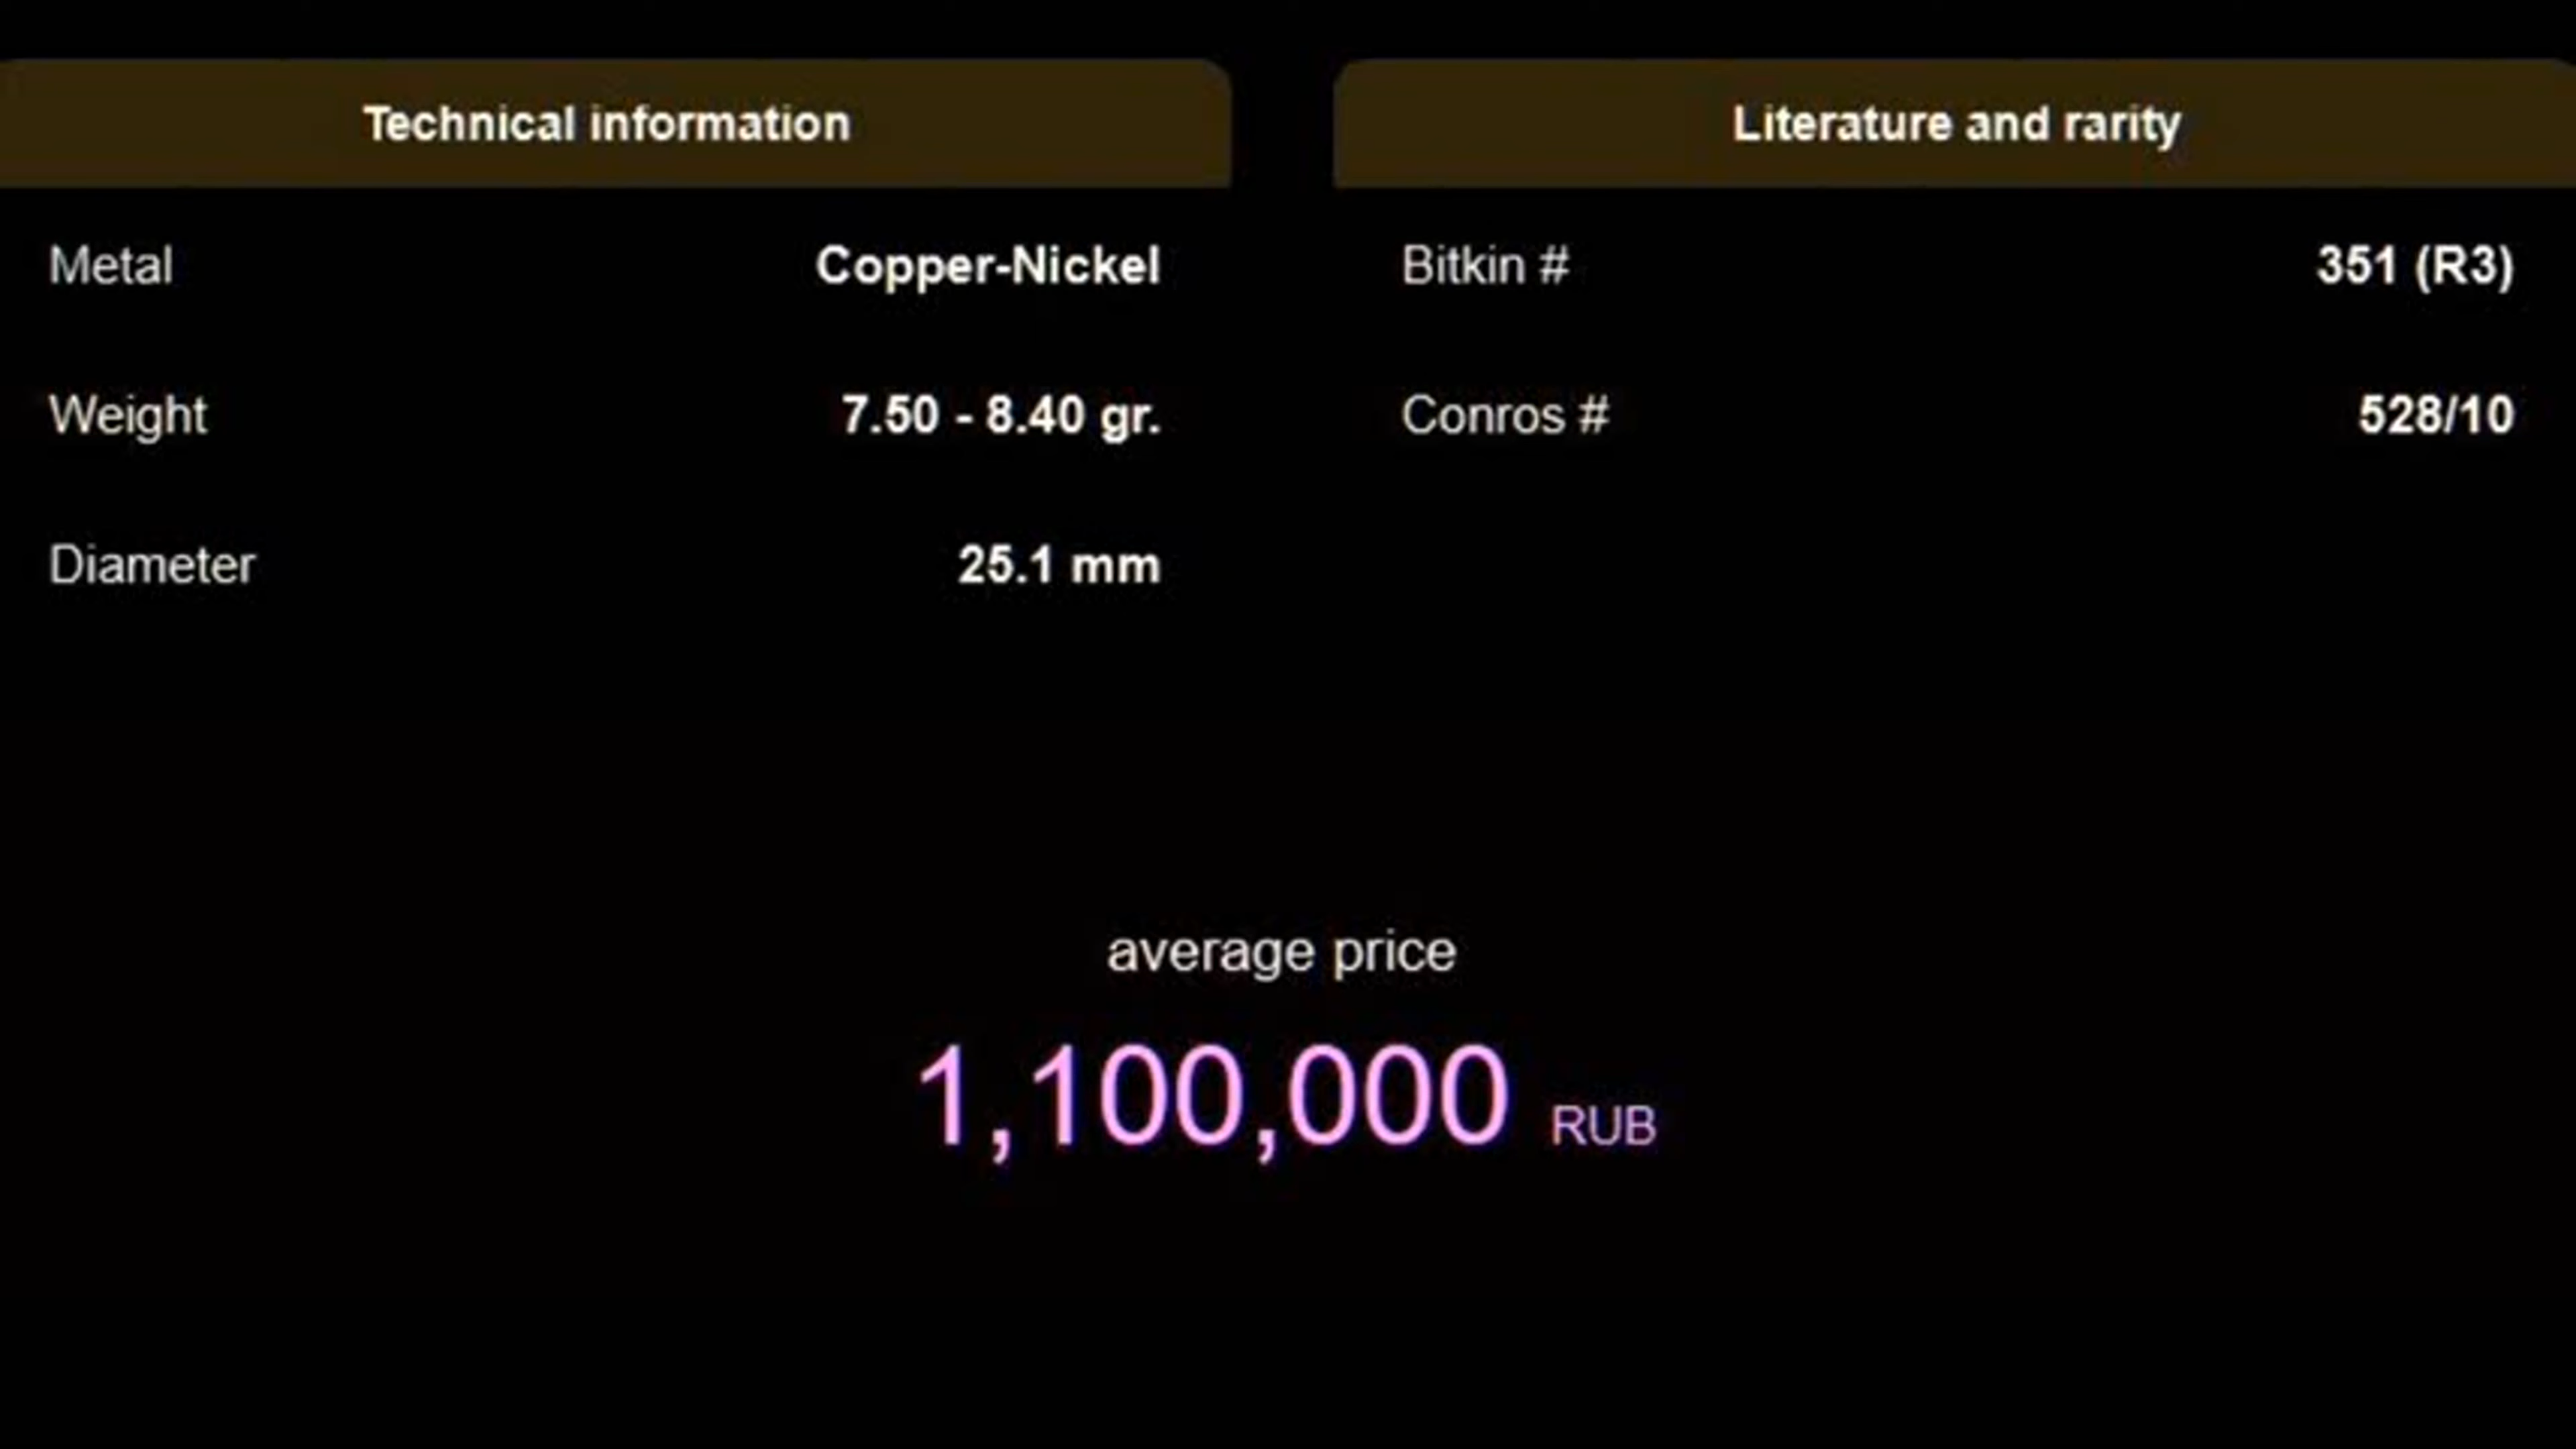 Technical information
Metal Copper-Nickel
Weight 7.50 - 8.40 gr.
Diameter 25.1 mm
Literature and rarity
Bitkin # 351 (R3)
Conros # 528/10
average price
1,100,000 RUB